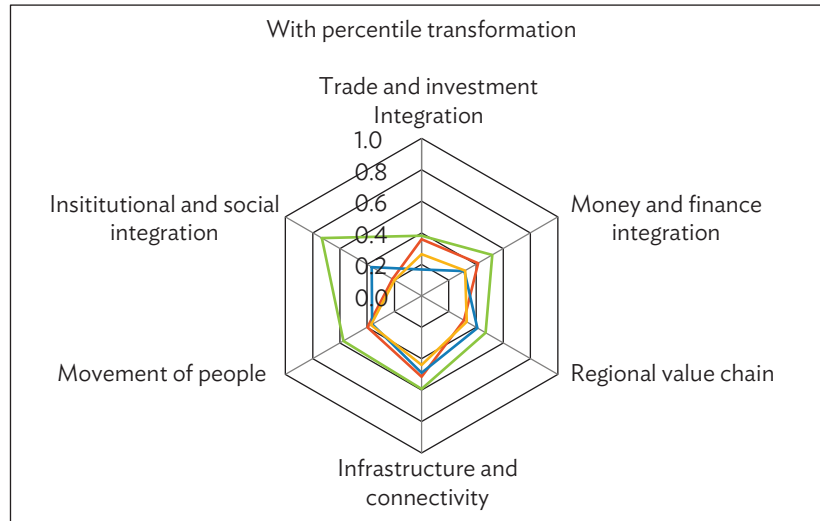 With percentile transformation
Trade and investment
Integration
1.0
0.8
0.6
0.4
0.2
0.0
Insititutional and social
integration
Money and finance
integration
Movement of people
Regional value chain
Infrastructure and
connectivity